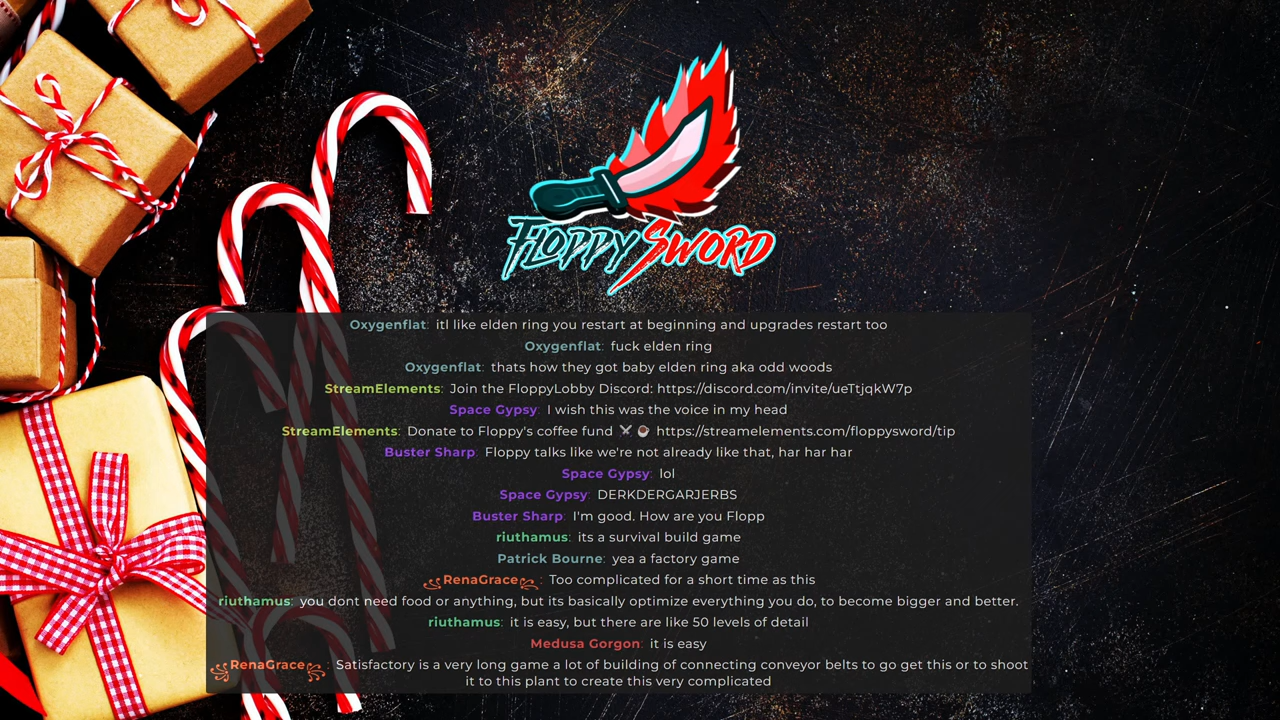 FLOPPY SWORD
Oxygenflat: itl like elden ring you restart at beginning and upgrades restart too
Oxygenflat: fuck elden ring
Oxygenflat: thats how they got baby elden ring aka odd woods
StreamElements: Join the FloppyLobby Discord: https://discord.com/invite/ueTtjqkW7p
Space Gypsy: I wish this was the voice in my head
StreamElements: Donate to Floppy's coffee fund ⚔ ☕ https://streamelements.com/floppysword/tip
Buster Sharp: Floppy talks like we're not already like that, har har har
Space Gypsy: lol
Space Gypsy: DERKDERGARJERBS
Buster Sharp: I'm good. How are you Flopp
riuthamus: its a survival build game
Patrick Bourne: yea a factory game
꧁RenaGrace꧂: Too complicated for a short time as this
riuthamus: you dont need food or anything, but its basically optimize everything you do, to become bigger and better.
riuthamus: it is easy, but there are like 50 levels of detail
Medusa Gorgon: it is easy
꧁RenaGrace꧂: Satisfactory is a very long game a lot of building of connecting conveyor belts to go get this or to shoot
it to this plant to create this very complicated